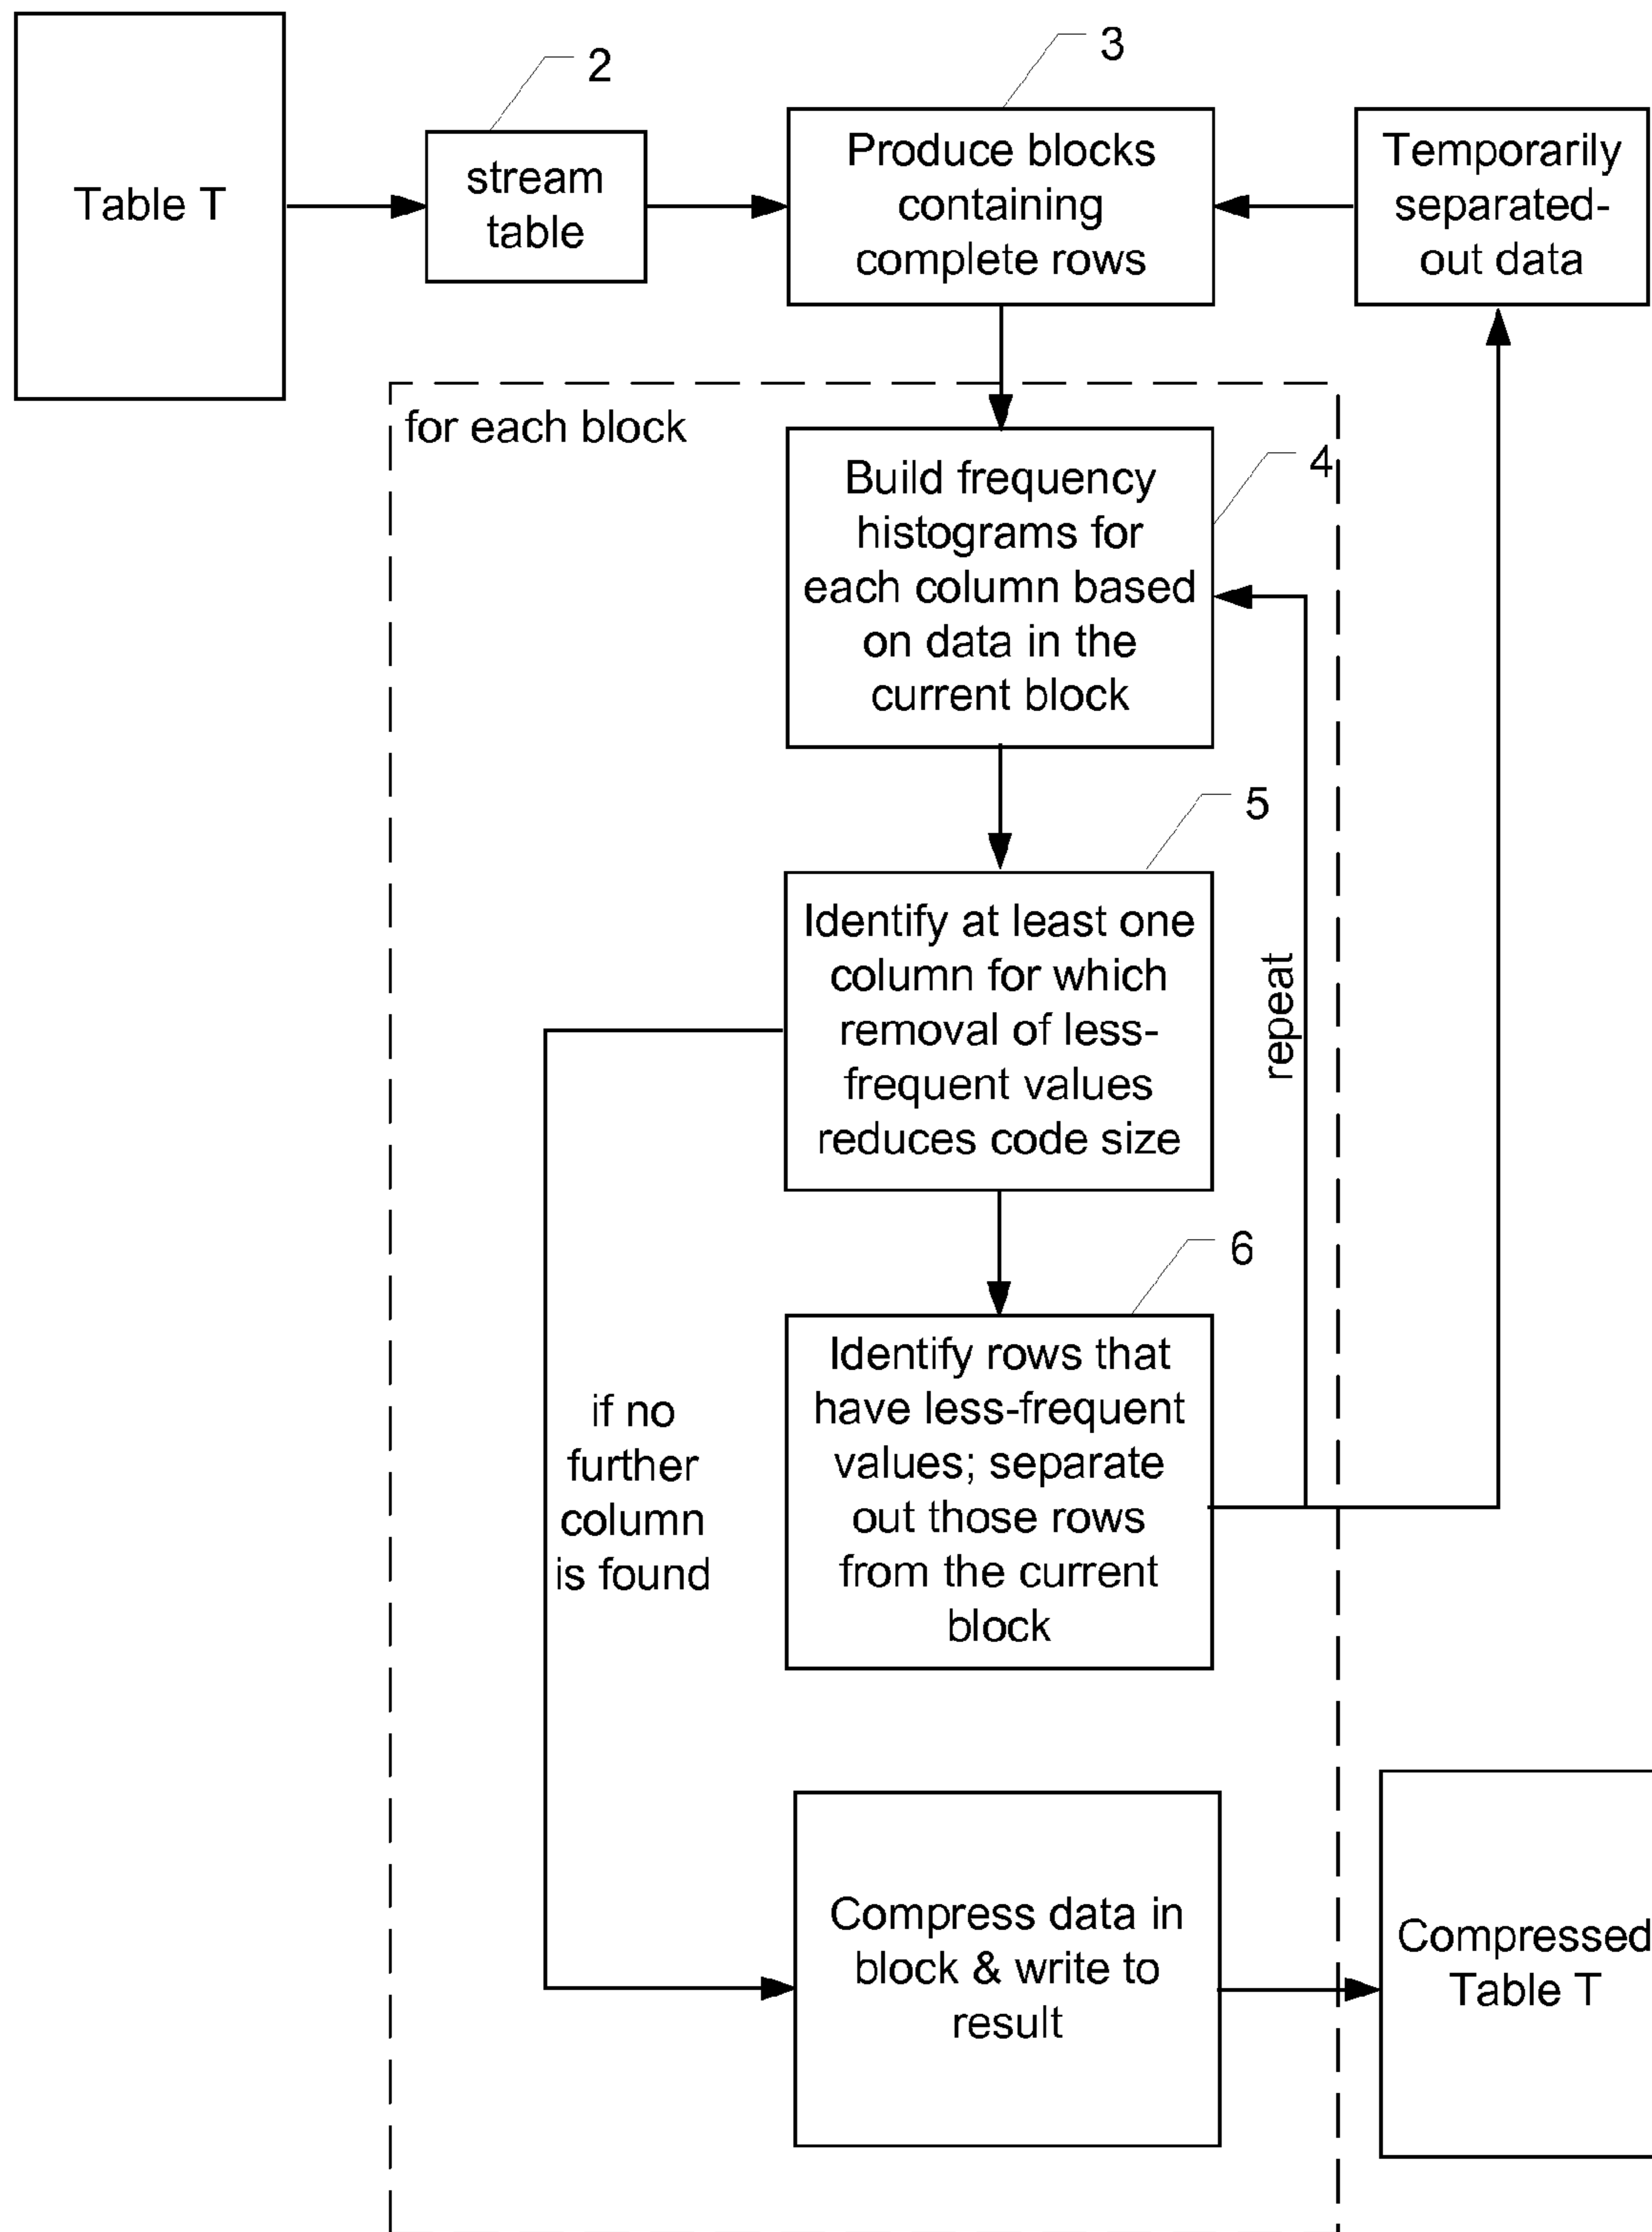 Table T
2
stream
table
3
Produce blocks
containing
complete rows
Temporarily
separated-
out data
for each block
4
Build frequency
histograms for
each column based
on data in the
current block
5
Identify at least one
column for which
removal of less-
frequent values
reduces code size
repeat
6
Identify rows that
have less-frequent
values; separate
out those rows
from the current
block
if no
further
column
is found
Compress data in
block & write to
result
Compressed
Table T